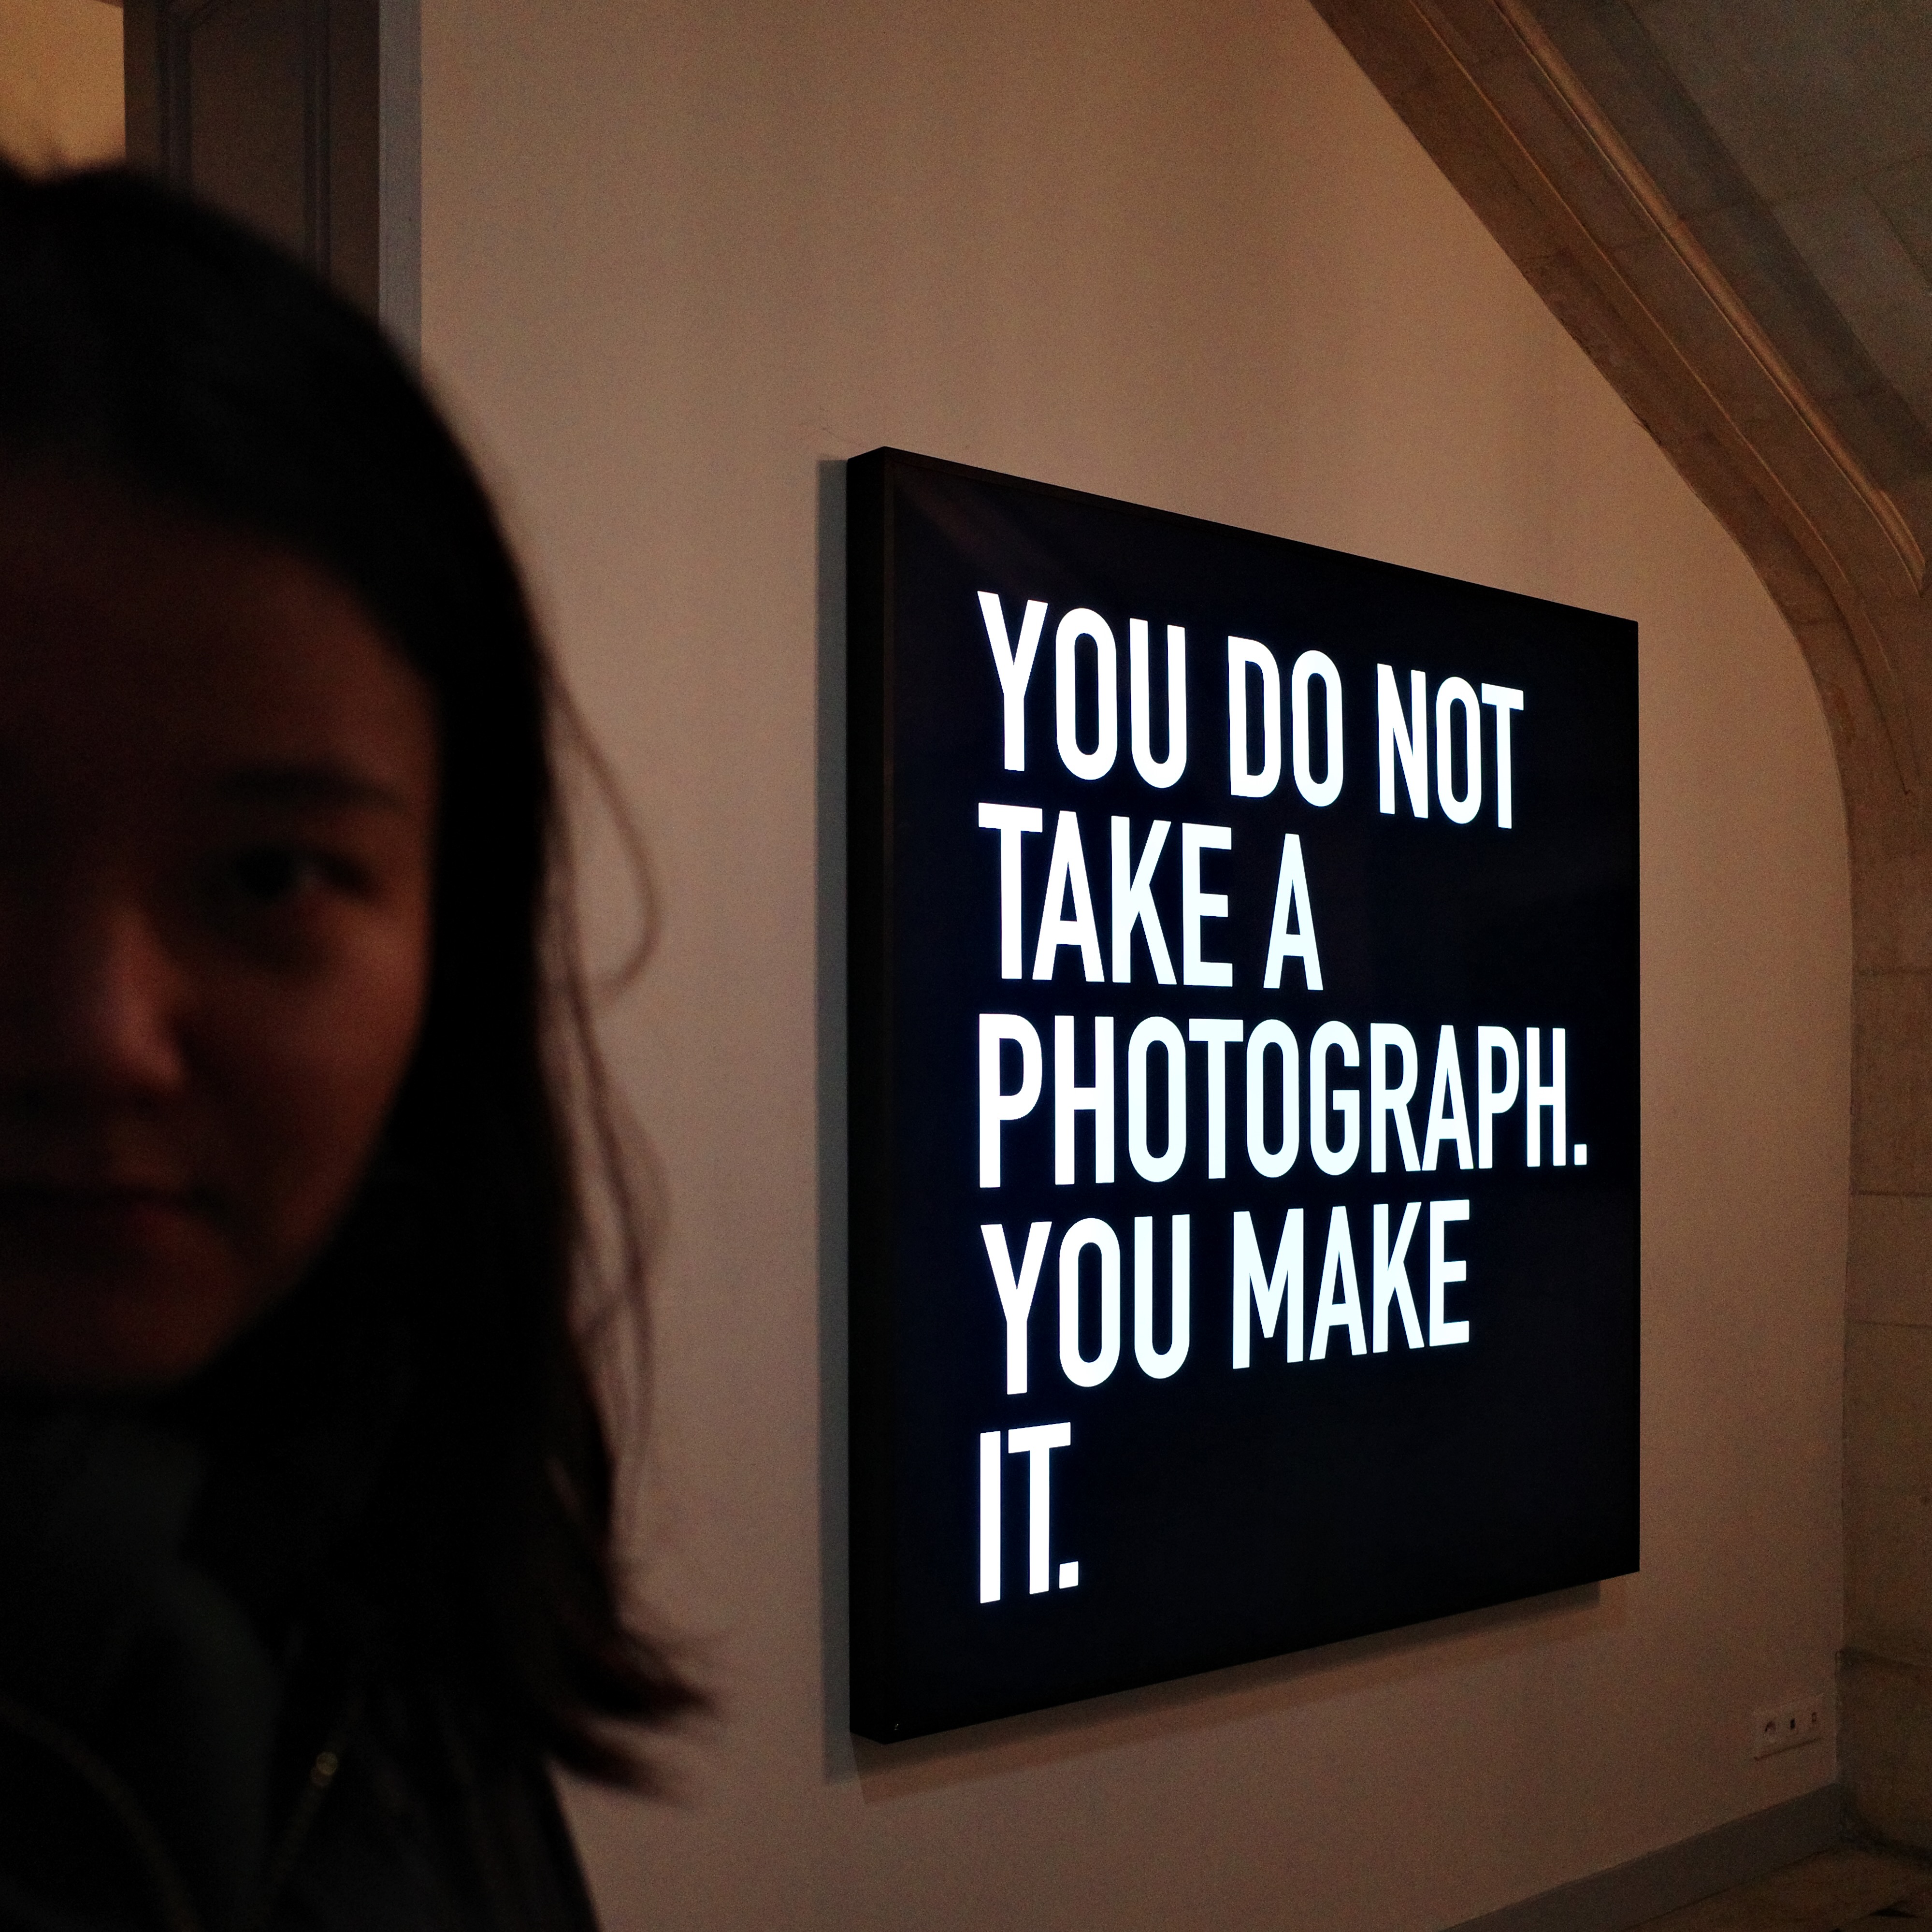 YOU DO NOT
TAKE A
PHOTOGRAPH.
YOU MAKE
IT.